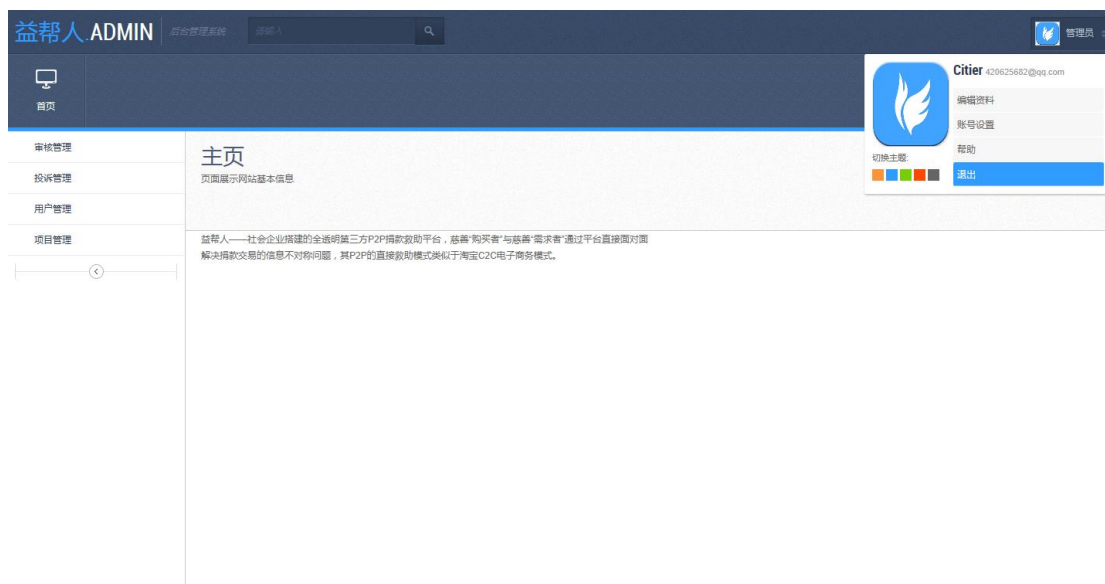 益帮人.ADMIN
后台管理系统
请输入
管理员
首页
Citier 420625682@qq.com
编辑资料
账号设置
帮助
退出
切换主题:
审核管理
投诉管理
用户管理
项目管理
主页
页面展示网站基本信息
益帮人——社会企业搭建的全透明第三方P2P捐款救助平台，慈善“购买者”与慈善“需求者”通过平台直接面对面
解决捐款交易的信息不对称问题，其P2P的直接救助模式类似于淘宝C2C电子商务模式。